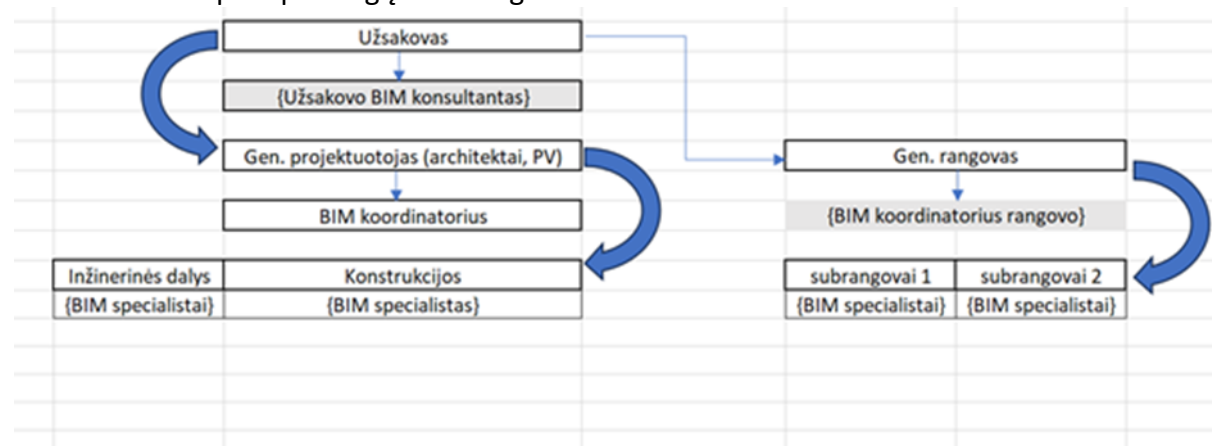 Užsakovas
{Užsakovo BIM konsultantas}
Gen. projektuotojas (architektai, PV)
Gen. rangovas
BIM koordinatorius
{BIM koordinatorius rangovo}
Inžinerinės dalys
Konstrukcijos
subrangovai 1
subrangovai 2
{BIM specialistai}
{BIM specialistas}
{BIM specialistai}
{BIM specialistai}